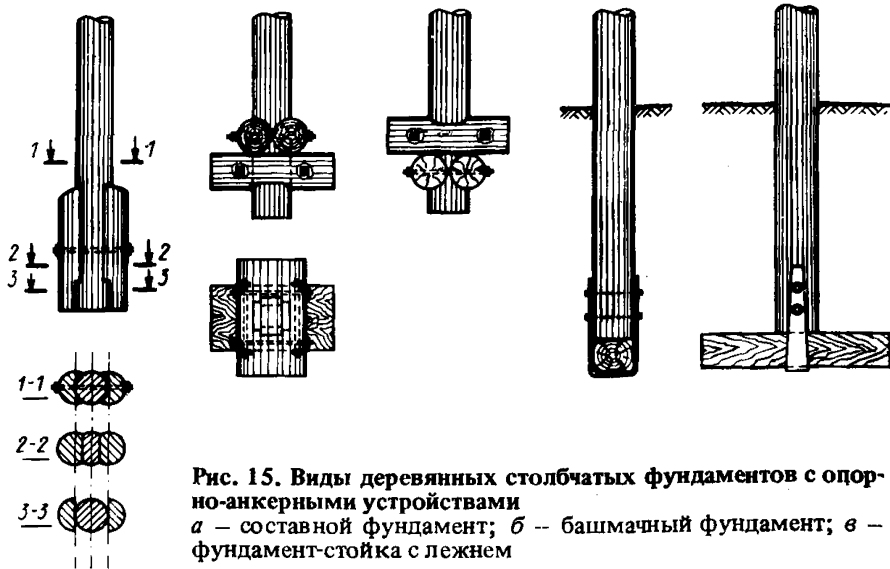 1 1
2 2
3 3
1-1
2-2
3-3
Рис. 15. Виды деревянных столбчатых фундаментов с опор-
но-анкерными устройствами
а – составной фундамент; б -- башмачный фундамент; в –
фундамент-стойка с лежнем